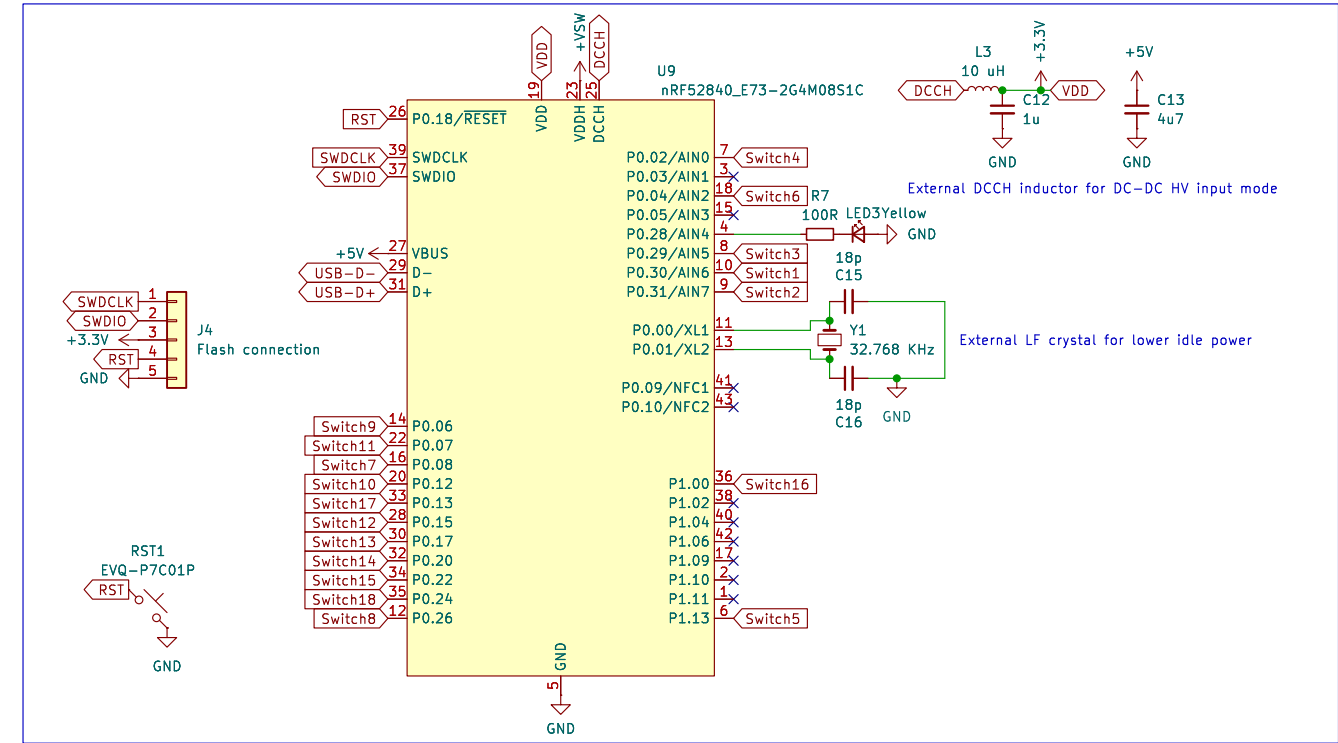 VDD
+VSW
DCCH
U9
nRF52840_E73-2G4M08S1C
19
23
25
VDD
VDDH
DCCH
RST 26 P0.18/RESET
SWDCLK 39 SWDCLK
SWDIO 37 SWDIO
+5V 27 VBUS
USB-D- 29 D-
USB-D+ 31 D+
Switch9 14 P0.06
Switch11 22 P0.07
Switch7 16 P0.08
Switch10 20 P0.12
Switch17 33 P0.13
Switch12 28 P0.15
Switch13 30 P0.17
Switch14 32 P0.20
Switch15 34 P0.22
Switch18 35 P0.24
Switch8 12 P0.26
P0.02/AIN0 7 Switch4
P0.03/AIN1 3
P0.04/AIN2 18 Switch6
P0.05/AIN3 15
P0.28/AIN4 4
P0.29/AIN5 8 Switch3
P0.30/AIN6 10 Switch1
P0.31/AIN7 9 Switch2
P0.00/XL1 11
P0.01/XL2 13
P0.09/NFC1 41
P0.10/NFC2 43
P1.00 36 Switch16
P1.02 38
P1.04 40
P1.06 42
P1.09 17
P1.10 2
P1.11 1
P1.13 6 Switch5
GND
5
GND
R7
100R
LED3Yellow
GND
18p
C15
Y1
32.768 KHz
18p
C16
GND
External LF crystal for lower idle power
L3
10 uH
DCCH
+3.3V
VDD
C12
1u
GND
+5V
C13
4u7
GND
External DCCH inductor for DC-DC HV input mode
SWDCLK 1
SWDIO 2
+3.3V 3
RST 4
GND 5
J4
Flash connection
RST1
EVQ-P7C01P
RST
GND